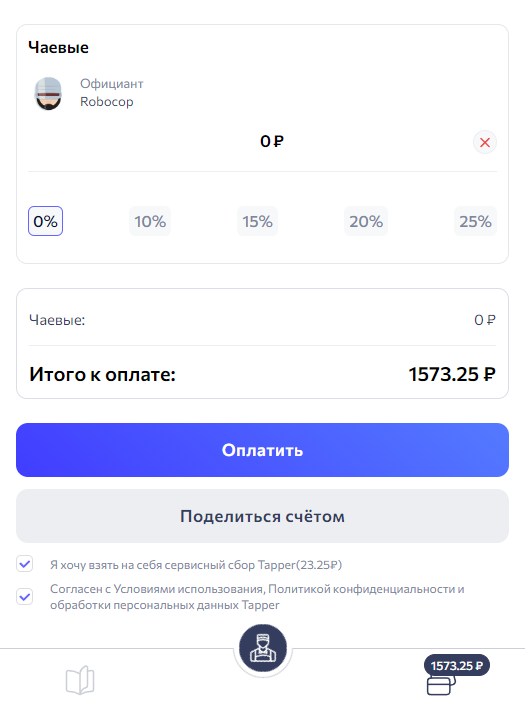 Чаевые
Официант
Robocop
0 ₽
0% 10% 15% 20% 25%
Чаевые: 0 ₽
Итого к оплате: 1573.25 ₽
Оплатить
Поделиться счётом
Я хочу взять на себя сервисный сбор Tapper(23.25₽)
Согласен с Условиями использования, Политикой конфиденциальности и
обработки персональных данных Tapper
1573.25 ₽